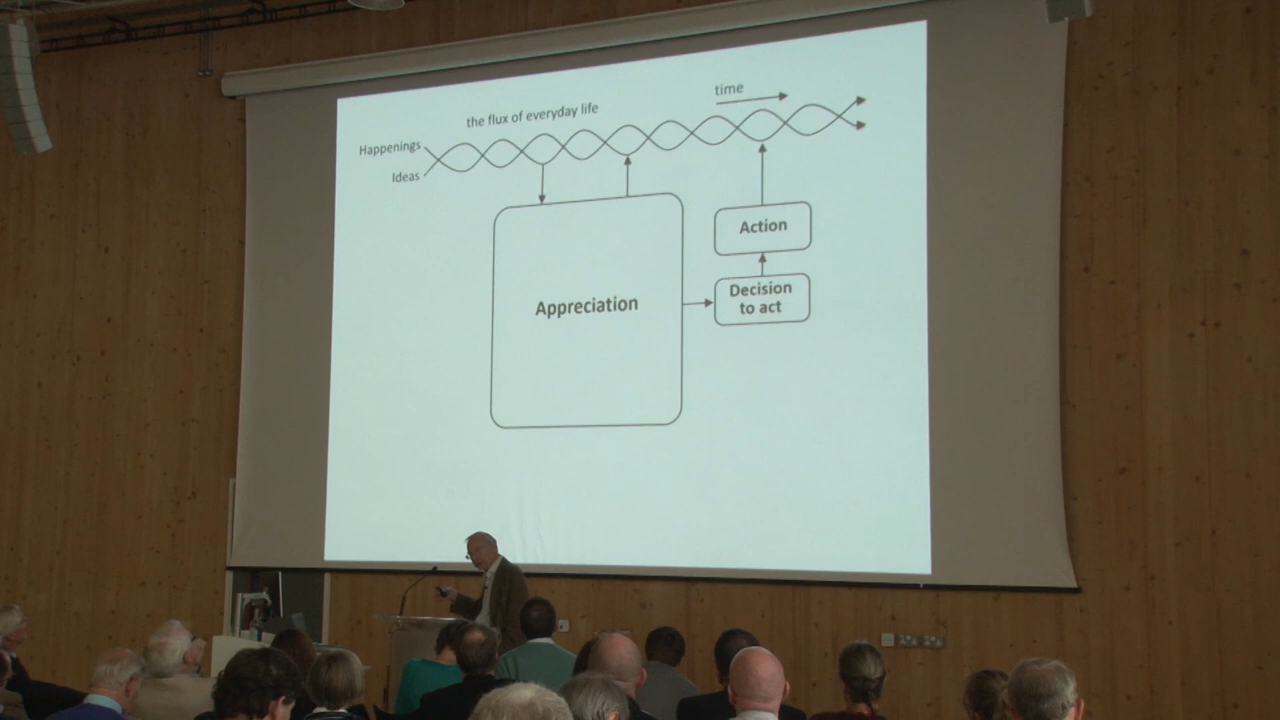 time
the flux of everyday life
Happenings
Ideas
Action
Decision
to act
Appreciation